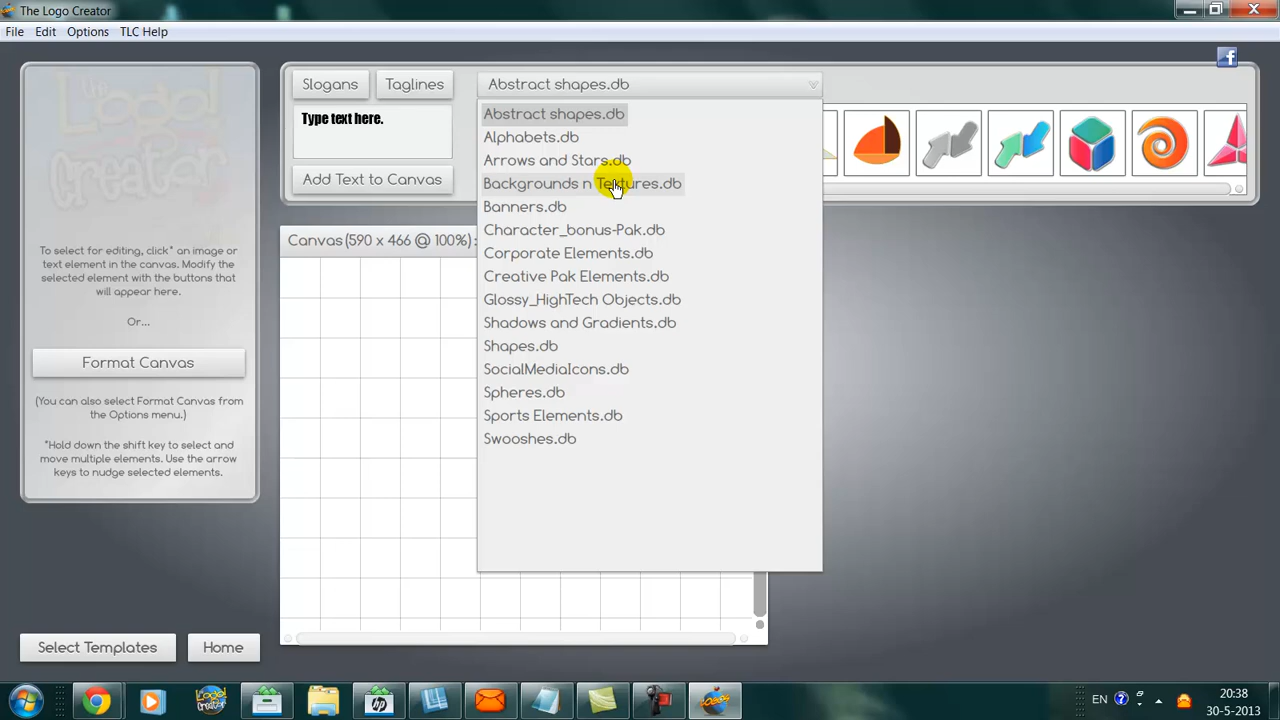 The Logo Creator
File Edit Options TLC Help
the Logo Creator
To select for editing, click* an image or
text element in the canvas. Modify the
selected element with the buttons that
will appear here.
Or...
Format Canvas
(You can also select Format Canvas from
the Options menu.)
*Hold down the shift key to select and
move multiple elements. Use the arrow
keys to nudge selected elements.
Select Templates
Home
Slogans
Taglines
Type text here.
Add Text to Canvas
Abstract shapes.db
Abstract shapes.db
Alphabets.db
Arrows and Stars.db
Backgrounds n Textures.db
Banners.db
Character_bonus-Pak.db
Corporate Elements.db
Creative Pak Elements.db
Glossy_HighTech Objects.db
Shadows and Gradients.db
Shapes.db
SocialMediaIcons.db
Spheres.db
Sports Elements.db
Swooshes.db
f
Canvas (590 x 466 @ 100%):
hp
EN
20:38
30-5-2013